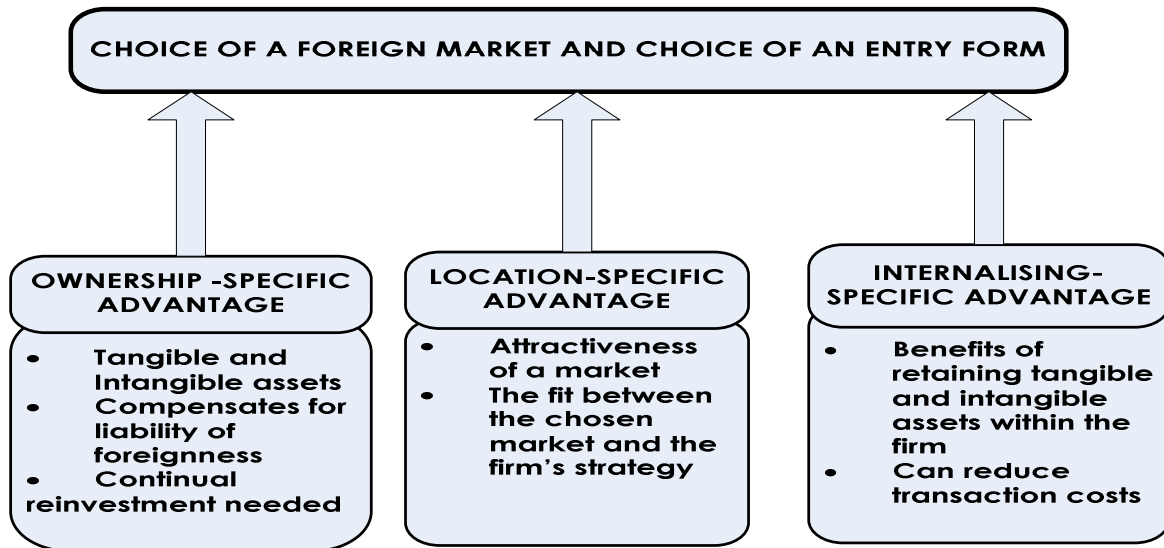 CHOICE OF A FOREIGN MARKET AND CHOICE OF AN ENTRY FORM
OWNERSHIP -SPECIFIC
ADVANTAGE
• Tangible and
Intangible assets
• Compensates for
liability of
foreignness
• Continual
reinvestment needed
LOCATION-SPECIFIC
ADVANTAGE
• Attractiveness
of a market
• The fit between
the chosen
market and the
firm's strategy
INTERNALISING-
SPECIFIC ADVANTAGE
• Benefits of
retaining tangible
and intangible
assets within the
firm
• Can reduce
transaction costs